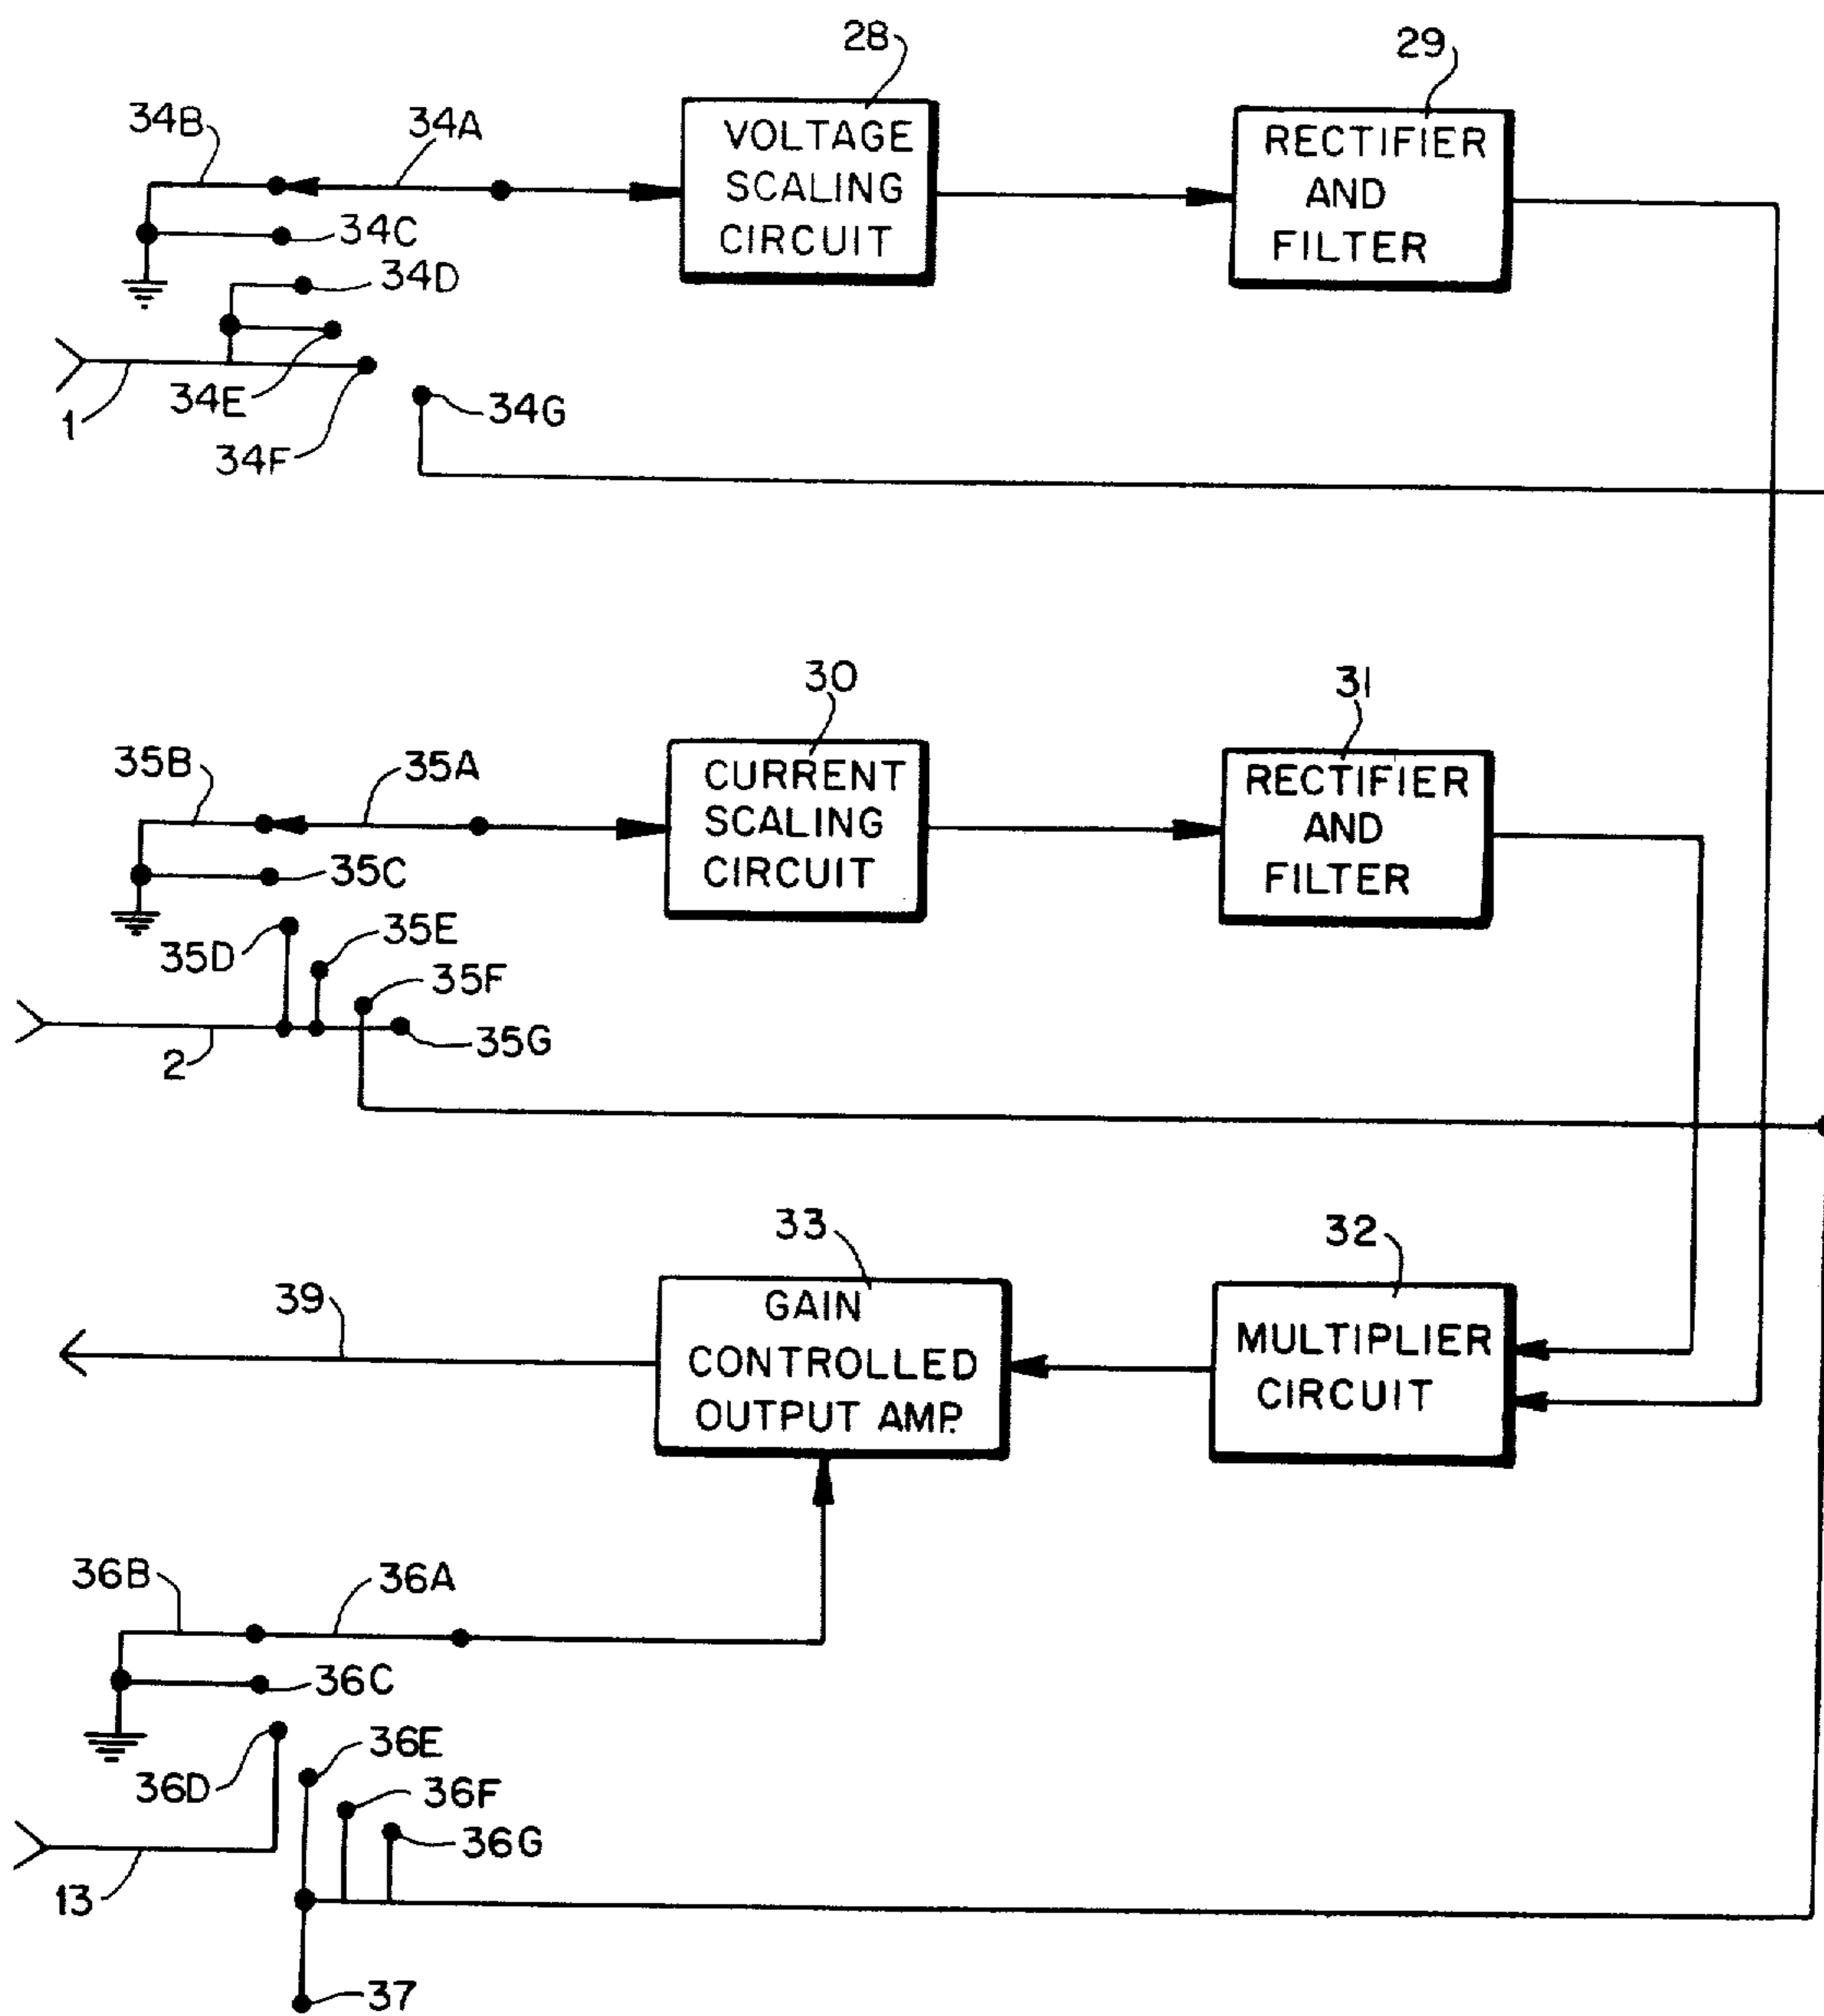 28
29
34B
34A
VOLTAGE
SCALING
CIRCUIT
RECTIFIER
AND
FILTER
34C
34D
34E
1
34F
34G
30
31
35B
35A
CURRENT
SCALING
CIRCUIT
RECTIFIER
AND
FILTER
35C
35D
35E
35F
2
35G
33
32
39
GAIN
CONTROLLED
OUTPUT AMP.
MULTIPLIER
CIRCUIT
36B
36A
36C
36D
36E
36F
36G
13
37